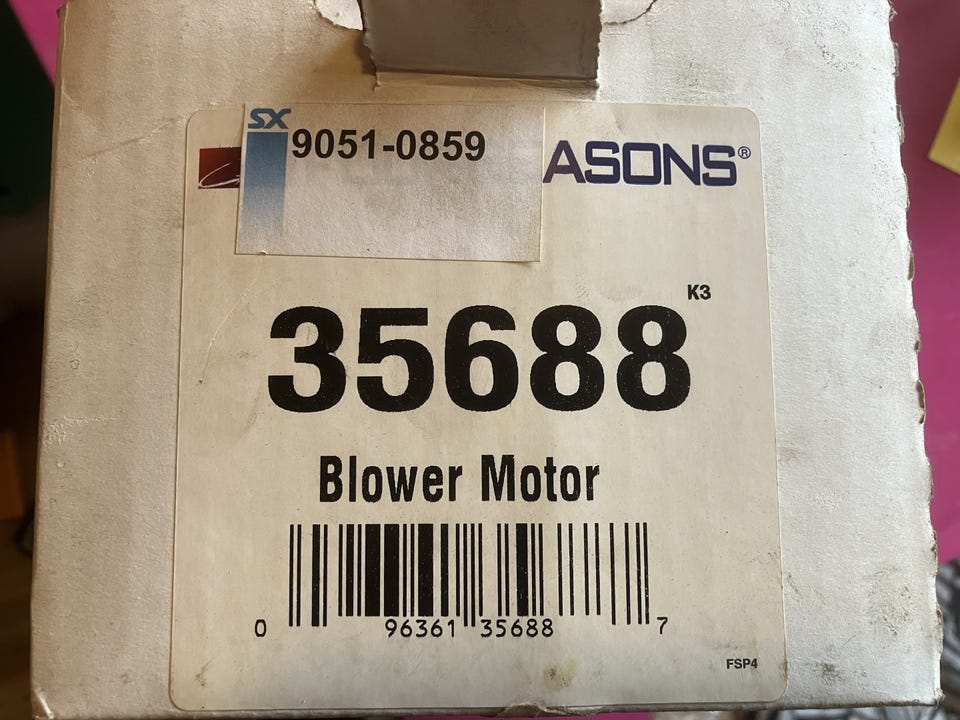 SX
9051-0859
ASONS®
K3
35688
Blower Motor
0 96361 35688 7
FSP4